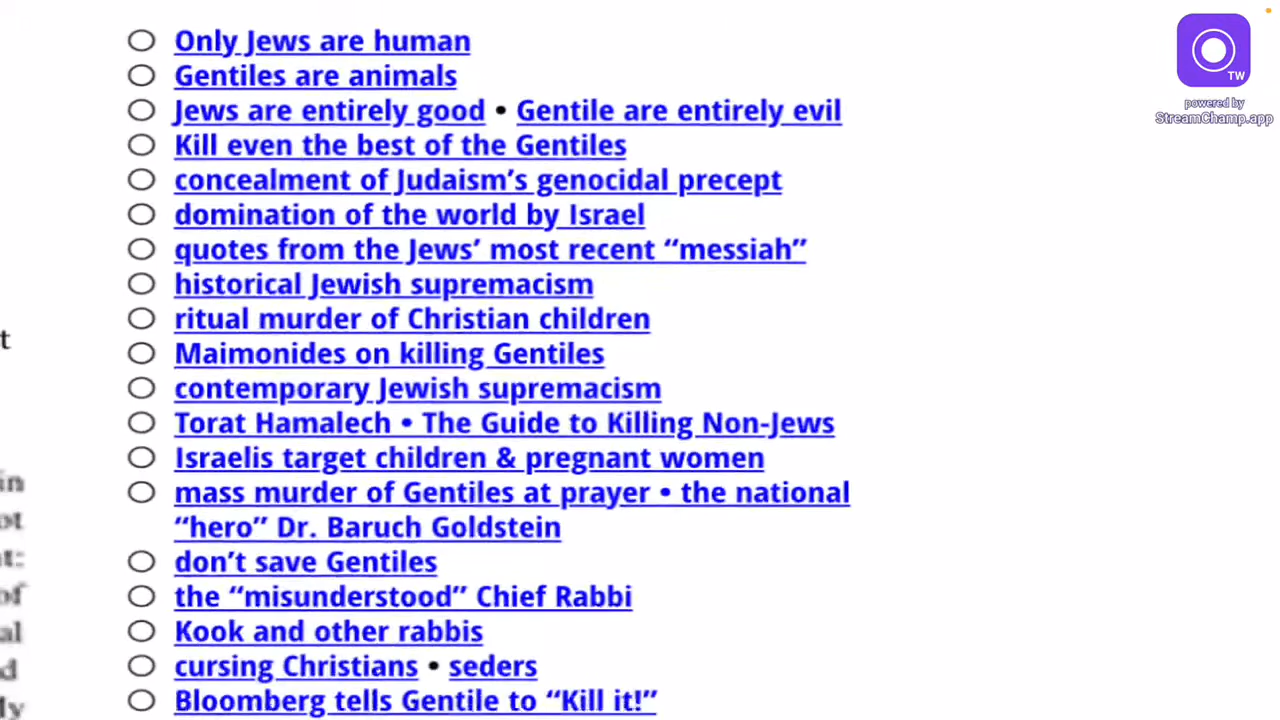 Only Jews are human
Gentiles are animals
Jews are entirely good • Gentile are entirely evil
Kill even the best of the Gentiles
concealment of Judaism’s genocidal precept
domination of the world by Israel
quotes from the Jews’ most recent “messiah”
historical Jewish supremacism
ritual murder of Christian children
Maimonides on killing Gentiles
contemporary Jewish supremacism
Torat Hamalech • The Guide to Killing Non-Jews
Israelis target children & pregnant women
mass murder of Gentiles at prayer • the national
“hero” Dr. Baruch Goldstein
don’t save Gentiles
the “misunderstood” Chief Rabbi
Kook and other rabbis
cursing Christians • seders
Bloomberg tells Gentile to “Kill it!”
TW
powered by
StreamChamp.app
t
in
ot
t:
of
al
d
ly